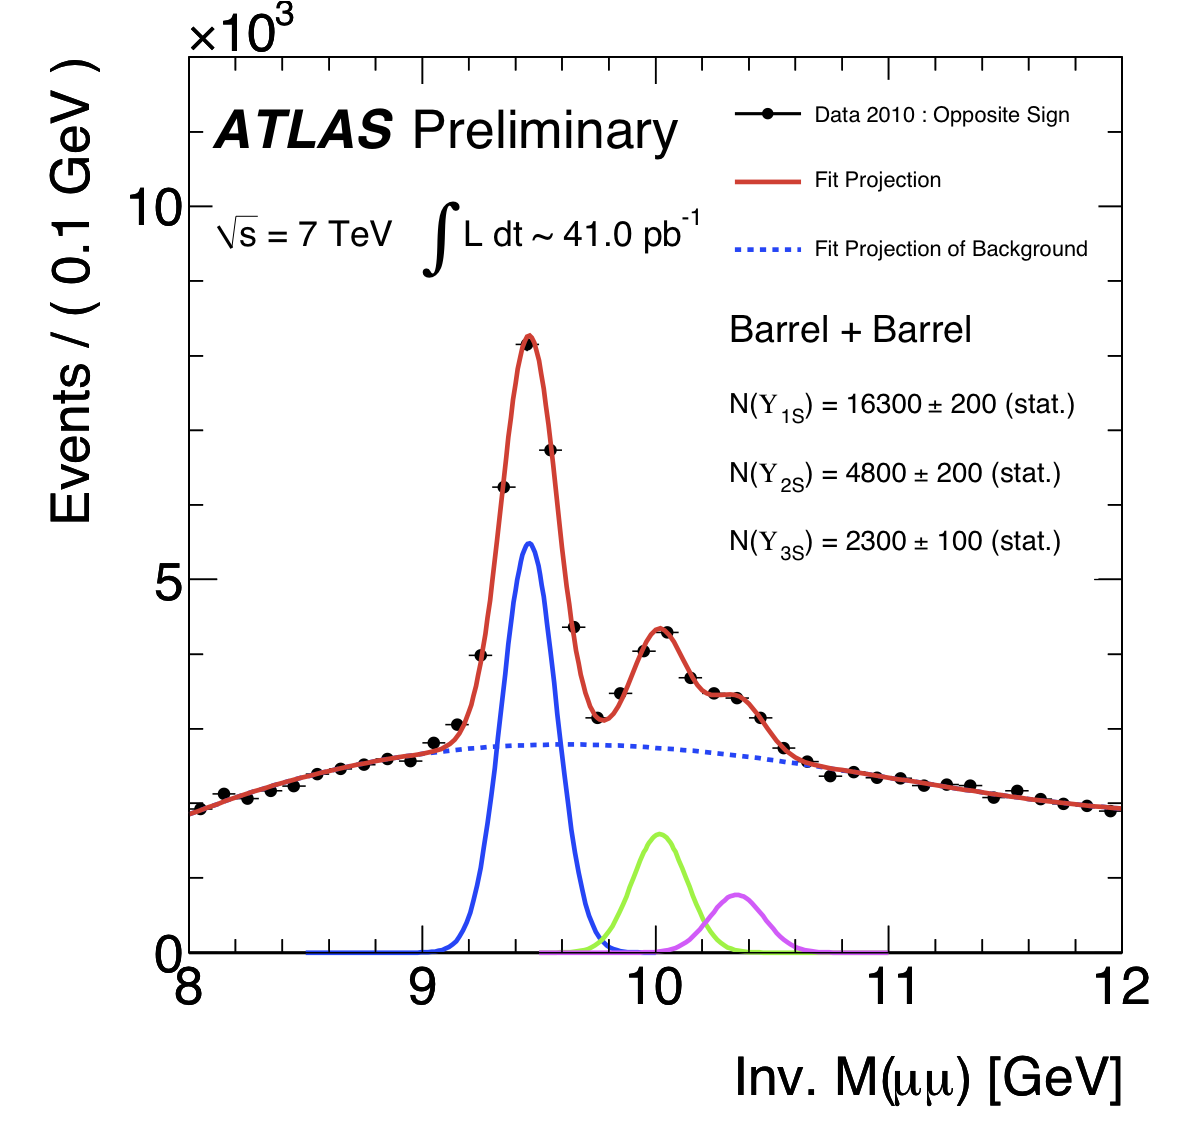 ×10³
Events / ( 0.1 GeV )
ATLAS Preliminary
√s = 7 TeV ∫ L dt ~ 41.0 pb⁻¹
Data 2010 : Opposite Sign
Fit Projection
Fit Projection of Background
Barrel + Barrel
N(ϒ₁S) = 16300 ± 200 (stat.)
N(ϒ₂S) = 4800 ± 200 (stat.)
N(ϒ₃S) = 2300 ± 100 (stat.)
10
5
0
8 9 10 11 12
Inv. M(μμ) [GeV]